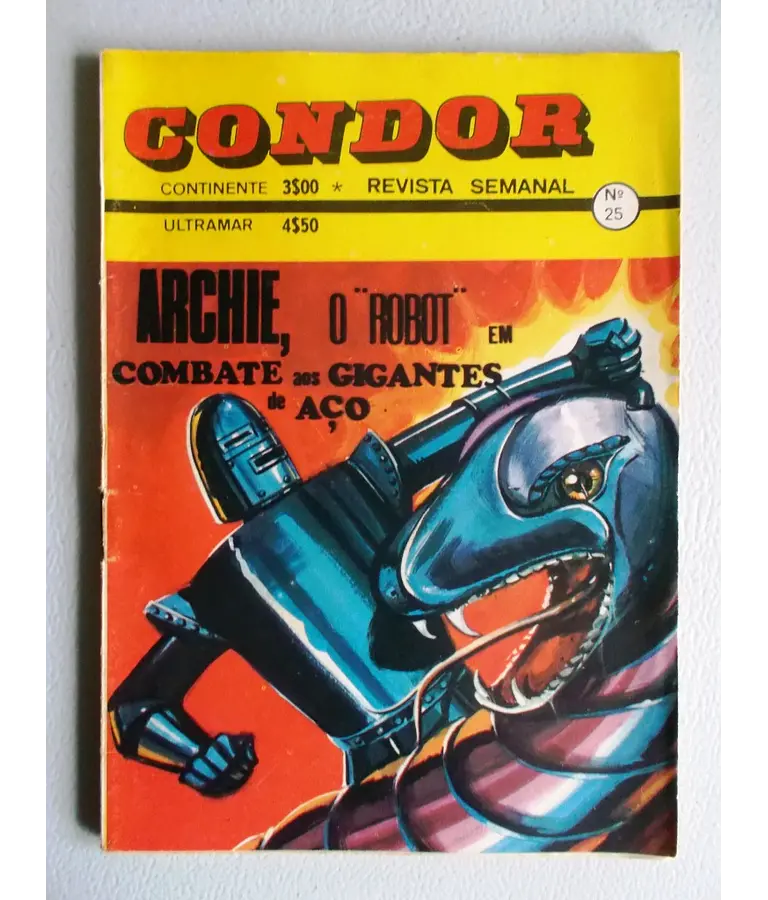 CONDOR
CONTINENTE 3$00 * REVISTA SEMANAL
Nº
25
ULTRAMAR 4$50
ARCHIE, O "ROBOT" EM
COMBATE aos GIGANTES
de AÇO